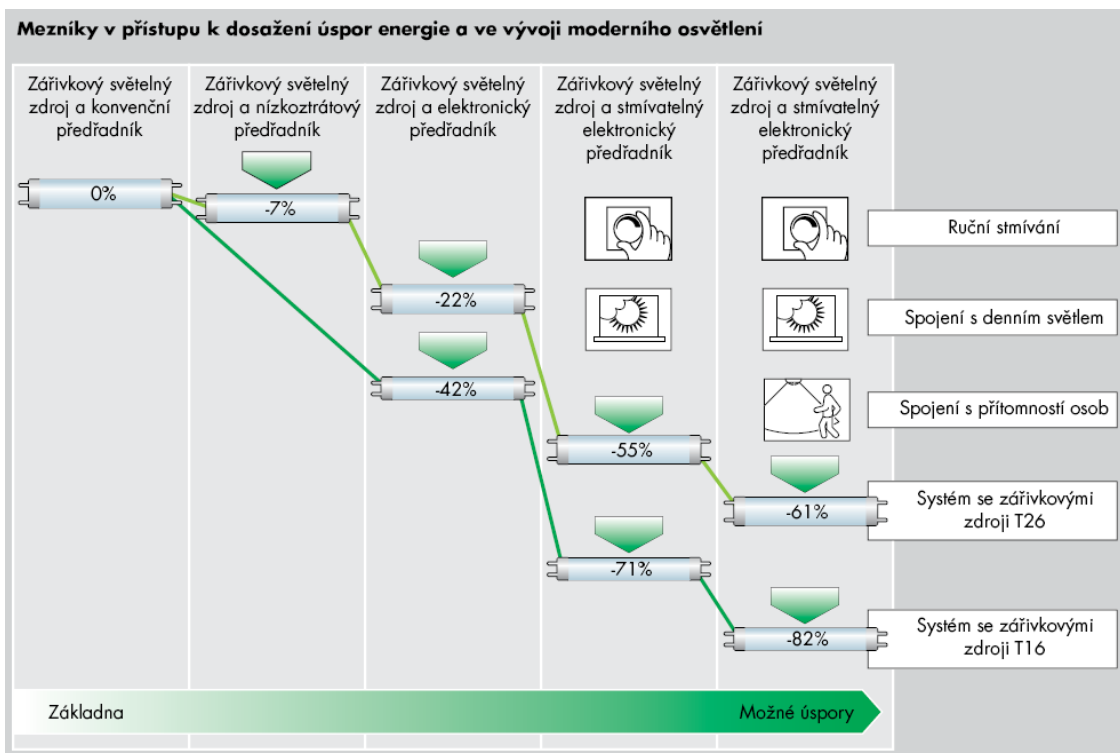 Mezníky v přístupu k dosažení úspor energie a ve vývoji moderního osvětlení
Zářivkový světelný
zdroj a konvenční
předřadník
Zářivkový světelný
zdroj a nízkoztrátový
předřadník
Zářivkový světelný
zdroj a elektronický
předřadník
Zářivkový světelný
zdroj a stmívatelný
elektronický
předřadník
Zářivkový světelný
zdroj a stmívatelný
elektronický
předřadník
0%
-7%
-22%
-42%
-55%
-71%
-61%
-82%
Ruční stmívání
Spojení s denním světlem
Spojení s přítomností osob
Systém se zářivkovými
zdroji T26
Systém se zářivkovými
zdroji T16
Základna
Možné úspory